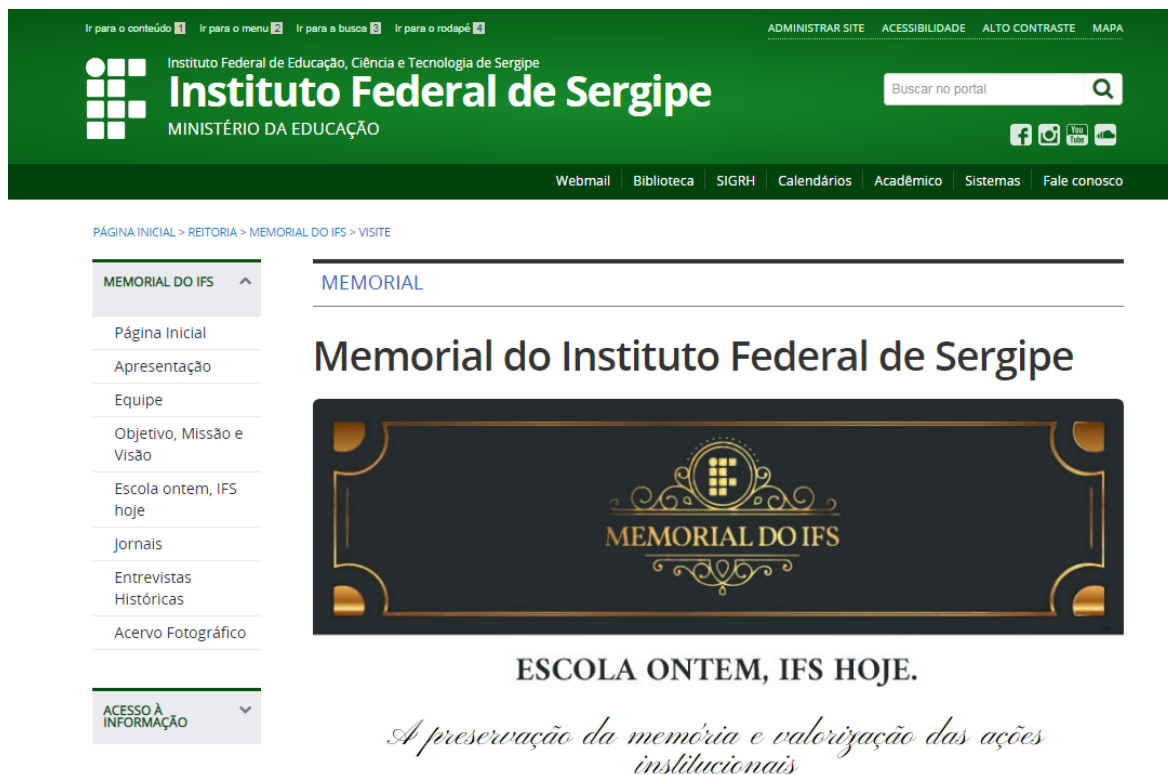 Ir para o conteúdo 1 Ir para o menu 2 Ir para a busca 3 Ir para o rodapé 4
ADMINISTRAR SITE ACESSIBILIDADE ALTO CONTRASTE MAPA
Instituto Federal de Educação, Ciência e Tecnologia de Sergipe
Instituto Federal de Sergipe
MINISTÉRIO DA EDUCAÇÃO
Buscar no portal
You Tube
Webmail Biblioteca SIGRH Calendários Acadêmico Sistemas Fale conosco
PÁGINA INICIAL > REITORIA > MEMORIAL DO IFS > VISITE
MEMORIAL DO IFS
Página Inicial
Apresentação
Equipe
Objetivo, Missão e
Visão
Escola ontem, IFS
hoje
Jornais
Entrevistas
Históricas
Acervo Fotográfico
ACESSO À
INFORMAÇÃO
MEMORIAL
Memorial do Instituto Federal de Sergipe
MEMORIAL DO IFS
ESCOLA ONTEM, IFS HOJE.
A preservação da memória e valorização das ações
institucionais